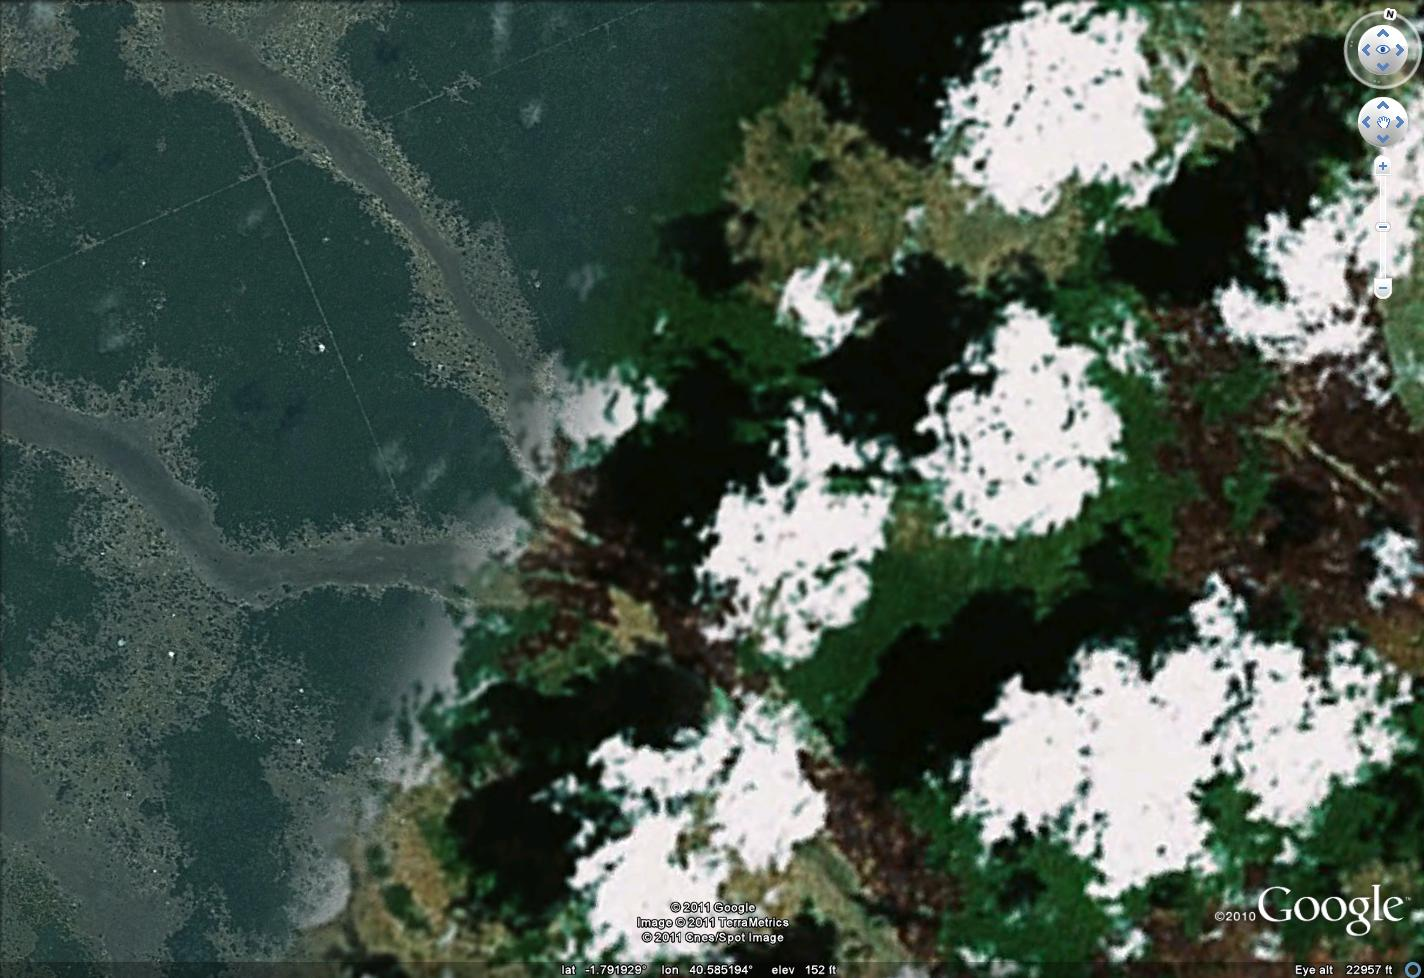 N
©2010 Google
© 2011 Google
Image © 2011 TerraMetrics
© 2011 Cnes/Spot Image
lat -1.791929° lon 40.585194° elev 152 ft
Eye alt 22957 ft